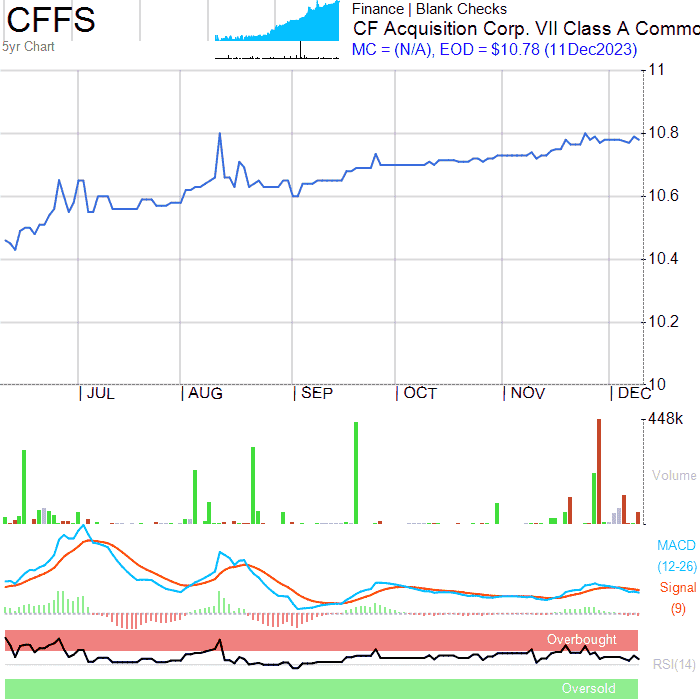 CFFS
5yr Chart
Finance | Blank Checks
CF Acquisition Corp. VII Class A Commo
MC = (N/A), EOD = $10.78 (11Dec2023)
11
10.8
10.6
10.4
10.2
10
| JUL | AUG | SEP | OCT | NOV | DEC
448k
Volume
MACD
(12-26)
Signal
(9)
Overbought
RSI(14)
Oversold